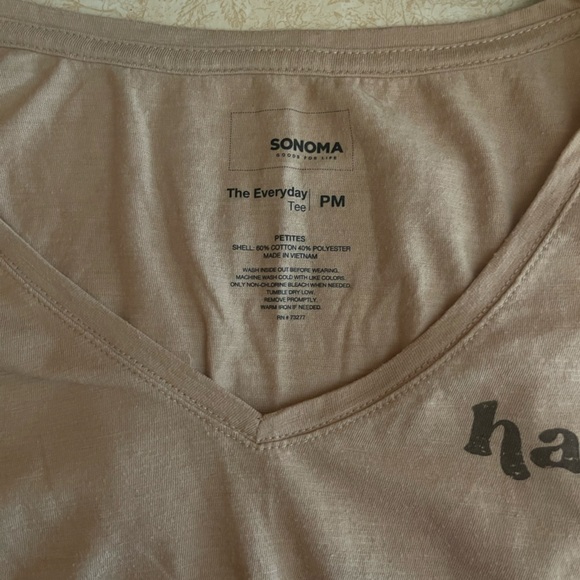 SONOMA
GOODS FOR LIFE
The Everyday
Tee
PM
PETITES
SHELL: 60% COTTON 40% POLYESTER
MADE IN VIETNAM
WASH INSIDE OUT BEFORE WEARING,
MACHINE WASH COLD WITH LIKE COLORS.
ONLY NON-CHLORINE BLEACH WHEN NEEDED.
TUMBLE DRY LOW.
REMOVE PROMPTLY.
WARM IRON IF NEEDED.
RN # 73277
ha